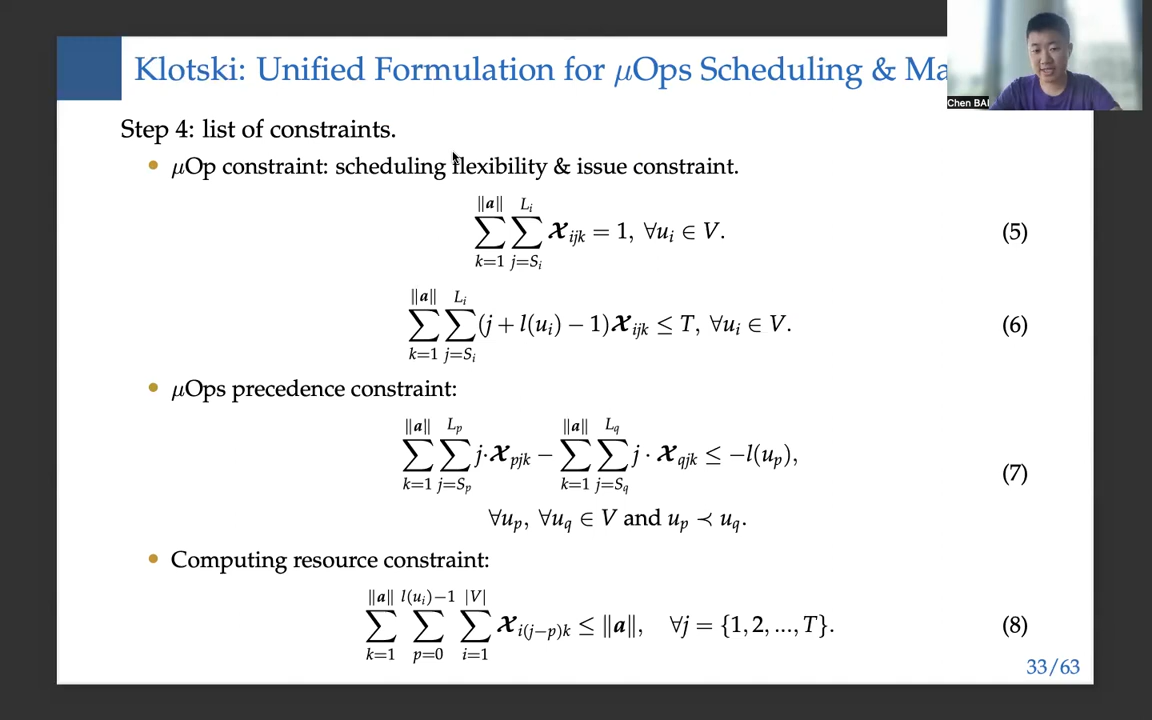 Klotski: Unified Formulation for μOps Scheduling & Ma
Chen BAI
Step 4: list of constraints.
• μOp constraint: scheduling flexibility & issue constraint.
∑_{k=1}^{‖a‖} ∑_{j=S_i}^{L_i} 𝒳_{ijk} = 1, ∀u_i ∈ V. (5)
∑_{k=1}^{‖a‖} ∑_{j=S_i}^{L_i} (j + l(u_i) − 1)𝒳_{ijk} ≤ T, ∀u_i ∈ V. (6)
• μOps precedence constraint:
∑_{k=1}^{‖a‖} ∑_{j=S_p}^{L_p} j·𝒳_{pjk} − ∑_{k=1}^{‖a‖} ∑_{j=S_q}^{L_q} j · 𝒳_{qjk} ≤ −l(u_p), (7)
∀u_p, ∀u_q ∈ V and u_p ≺ u_q.
• Computing resource constraint:
∑_{k=1}^{‖a‖} ∑_{p=0}^{l(u_i)−1} ∑_{i=1}^{|V|} 𝒳_{i(j−p)k} ≤ ‖a‖, ∀j = {1, 2, ..., T}. (8)
33/63